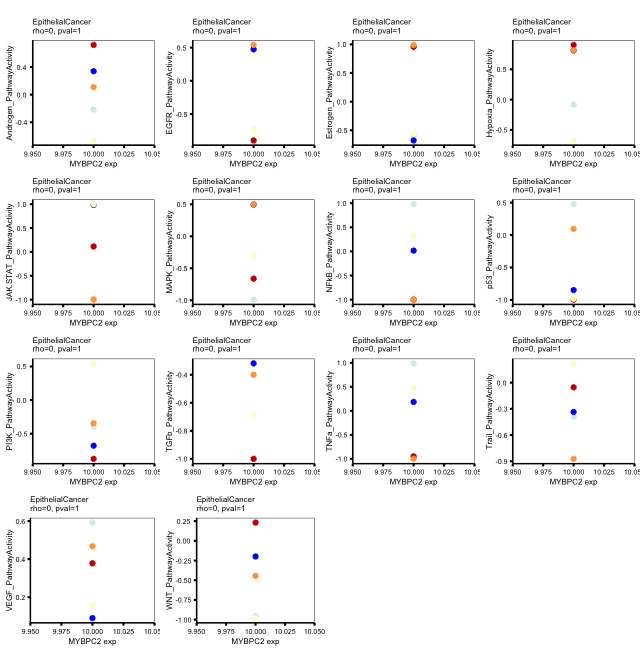 EpithelialCancer
rho=0, pval=1
Androgen_PathwayActivity
0.4
0.0
-0.4
9.950 9.975 10.000 10.025 10.05
MYBPC2 exp
EpithelialCancer
rho=0, pval=1
EGFR_PathwayActivity
0.5
0.0
-0.5
9.950 9.975 10.000 10.025 10.05
MYBPC2 exp
EpithelialCancer
rho=0, pval=1
Estrogen_PathwayActivity
1.0
0.5
0.0
-0.5
9.950 9.975 10.000 10.025 10.05
MYBPC2 exp
EpithelialCancer
rho=0, pval=1
Hypoxia_PathwayActivity
0.5
0.0
-0.5
9.950 9.975 10.000 10.025 10.05
MYBPC2 exp
EpithelialCancer
rho=0, pval=1
JAK.STAT_PathwayActivity
1.0
0.5
0.0
-0.5
-1.0
9.950 9.975 10.000 10.025 10.05
MYBPC2 exp
EpithelialCancer
rho=0, pval=1
MAPK_PathwayActivity
0.5
0.0
-0.5
-1.0
9.950 9.975 10.000 10.025 10.05
MYBPC2 exp
EpithelialCancer
rho=0, pval=1
NFkB_PathwayActivity
1.0
0.5
0.0
-0.5
-1.0
9.950 9.975 10.000 10.025 10.05
MYBPC2 exp
EpithelialCancer
rho=0, pval=1
p53_PathwayActivity
0.5
0.0
-0.5
-1.0
9.950 9.975 10.000 10.025 10.05
MYBPC2 exp
EpithelialCancer
rho=0, pval=1
PI3K_PathwayActivity
0.5
0.0
-0.5
9.950 9.975 10.000 10.025 10.05
MYBPC2 exp
EpithelialCancer
rho=0, pval=1
TGFb_PathwayActivity
-0.4
-0.6
-0.8
-1.0
9.950 9.975 10.000 10.025 10.05
MYBPC2 exp
EpithelialCancer
rho=0, pval=1
TNFa_PathwayActivity
1.0
0.5
0.0
-0.5
-1.0
9.950 9.975 10.000 10.025 10.05
MYBPC2 exp
EpithelialCancer
rho=0, pval=1
Trail_PathwayActivity
0.0
-0.3
-0.6
-0.9
9.950 9.975 10.000 10.025 10.05
MYBPC2 exp
EpithelialCancer
rho=0, pval=1
VEGF_PathwayActivity
0.6
0.4
0.2
9.950 9.975 10.000 10.025 10.05
MYBPC2 exp
EpithelialCancer
rho=0, pval=1
WNT_PathwayActivity
0.25
0.00
-0.25
-0.50
-0.75
-1.00
9.950 9.975 10.000 10.025 10.050
MYBPC2 exp